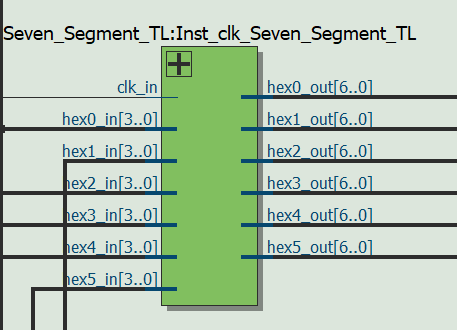 Seven_Segment_TL:Inst_clk_Seven_Segment_TL
clk_in hex0_out[6..0]
hex0_in[3..0] hex1_out[6..0]
hex1_in[3..0] hex2_out[6..0]
hex2_in[3..0] hex3_out[6..0]
hex3_in[3..0] hex4_out[6..0]
hex4_in[3..0] hex5_out[6..0]
hex5_in[3..0]